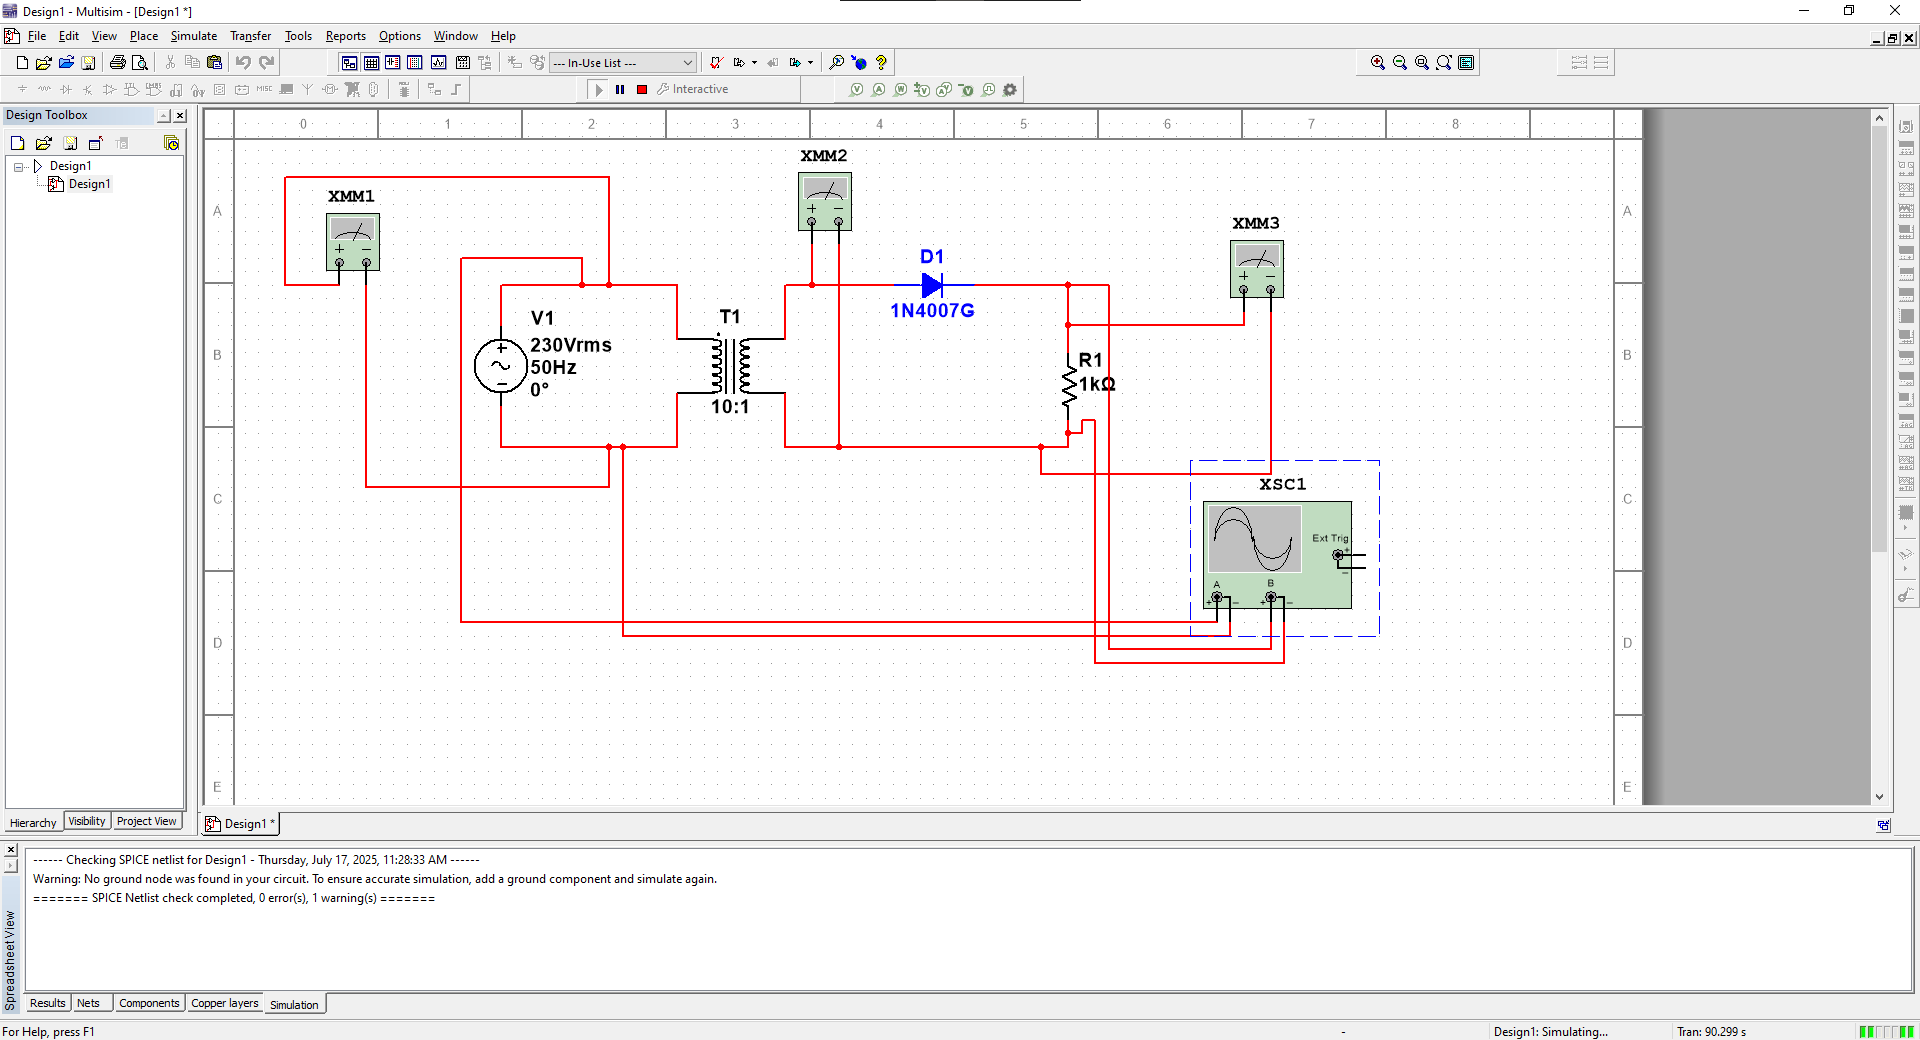 Design1 - Multisim - [Design1 *]
File Edit View Place Simulate Transfer Tools Reports Options Window Help
--- In-Use List ---
MISC Interactive
Design Toolbox
Design1
Design1
0 1 2 3 4 5 6 7 8
A A
B B
C C
D D
E E
XMM1
XMM2
XMM3
D1
1N4007G
V1
230Vrms
50Hz
0°
T1
10:1
R1
1kΩ
XSC1
Ext Trig
A B
Hierarchy Visibility Project View
Design1 *
------ Checking SPICE netlist for Design1 - Thursday, July 17, 2025, 11:28:33 AM ------
Warning: No ground node was found in your circuit. To ensure accurate simulation, add a ground component and simulate again.
======= SPICE Netlist check completed, 0 error(s), 1 warning(s) =======
Spreadsheet View
Results Nets Components Copper layers Simulation
For Help, press F1 - Design1: Simulating... Tran: 90.299 s